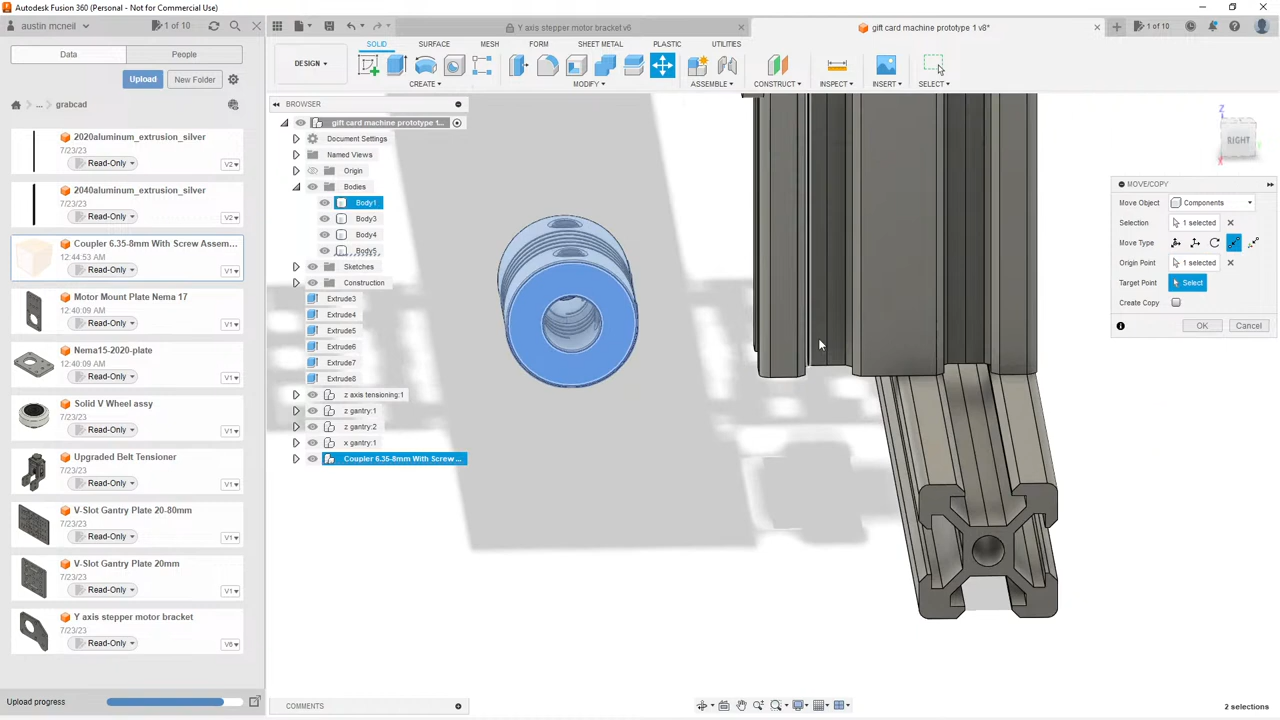 Autodesk Fusion 360 (Personal - Not for Commercial Use)
austin mcneil
1 of 10
Y axis stepper motor bracket v6
gift card machine prototype 1 v8*
1 of 10
Data
People
Upload
New Folder
... grabcad
DESIGN
SOLID SURFACE MESH FORM SHEET METAL PLASTIC UTILITIES
CREATE MODIFY ASSEMBLE CONSTRUCT INSPECT INSERT SELECT
BROWSER
gift card machine prototype 1...
Document Settings
Named Views
Origin
Bodies
Body1
Body3
Body4
Body5
Sketches
Construction
Extrude3
Extrude4
Extrude5
Extrude6
Extrude7
Extrude8
z axis tensioning:1
z gantry:1
z gantry:2
x gantry:1
Coupler 6.35-8mm With Screw ...
2020aluminum_extrusion_silver
7/23/23
Read-Only
V2
2040aluminum_extrusion_silver
7/23/23
Read-Only
V2
Coupler 6.35-8mm With Screw Assem...
12:44:53 AM
Read-Only
V1
Motor Mount Plate Nema 17
12:40:09 AM
Read-Only
V1
Nema15-2020-plate
12:40:09 AM
Read-Only
V1
Solid V Wheel assy
7/23/23
Read-Only
V1
Upgraded Belt Tensioner
7/23/23
Read-Only
V1
V-Slot Gantry Plate 20-80mm
7/23/23
Read-Only
V1
V-Slot Gantry Plate 20mm
7/23/23
Read-Only
V1
Y axis stepper motor bracket
7/23/23
Read-Only
V6
Upload progress
COMMENTS
Z
RIGHT
X
MOVE/COPY
Move Object Components
Selection 1 selected
Move Type
Origin Point 1 selected
Target Point Select
Create Copy
OK Cancel
2 selections